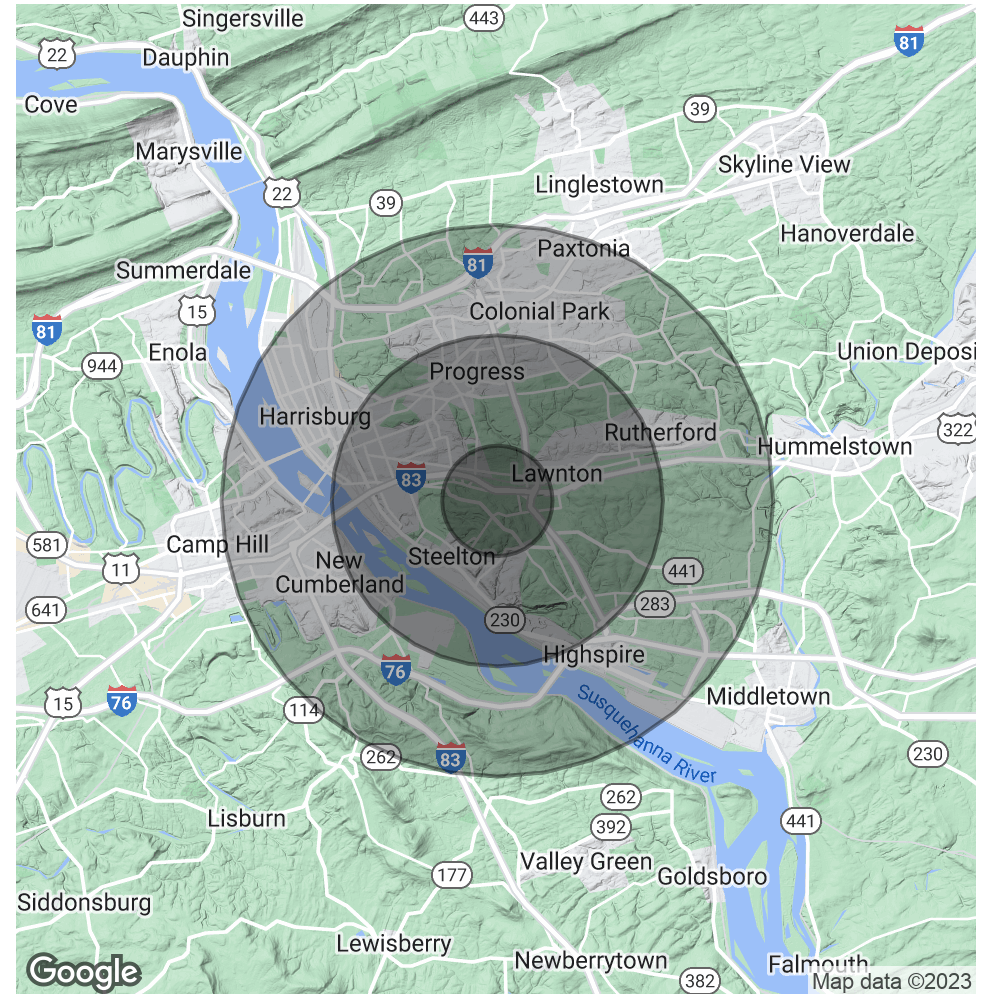 Singersville
443
22
Dauphin
81
Cove
39
Marysville
Skyline View
Linglestown
22
39
Hanoverdale
Paxtonia
81
Summerdale
15
Colonial Park
81
Enola
Union Deposi
944
Progress
Harrisburg
322
Rutherford
Hummelstown
Lawnton
83
581
Camp Hill
Steelton
11
New
Cumberland
441
641
283
230
Highspire
76
Middletown
15
76
114
Susquehanna River
262
83
230
262
Lisburn
392
441
Valley Green
177
Goldsboro
Siddonsburg
Lewisberry
Newberrytown
Falmouth
Google
382
Map data ©2023